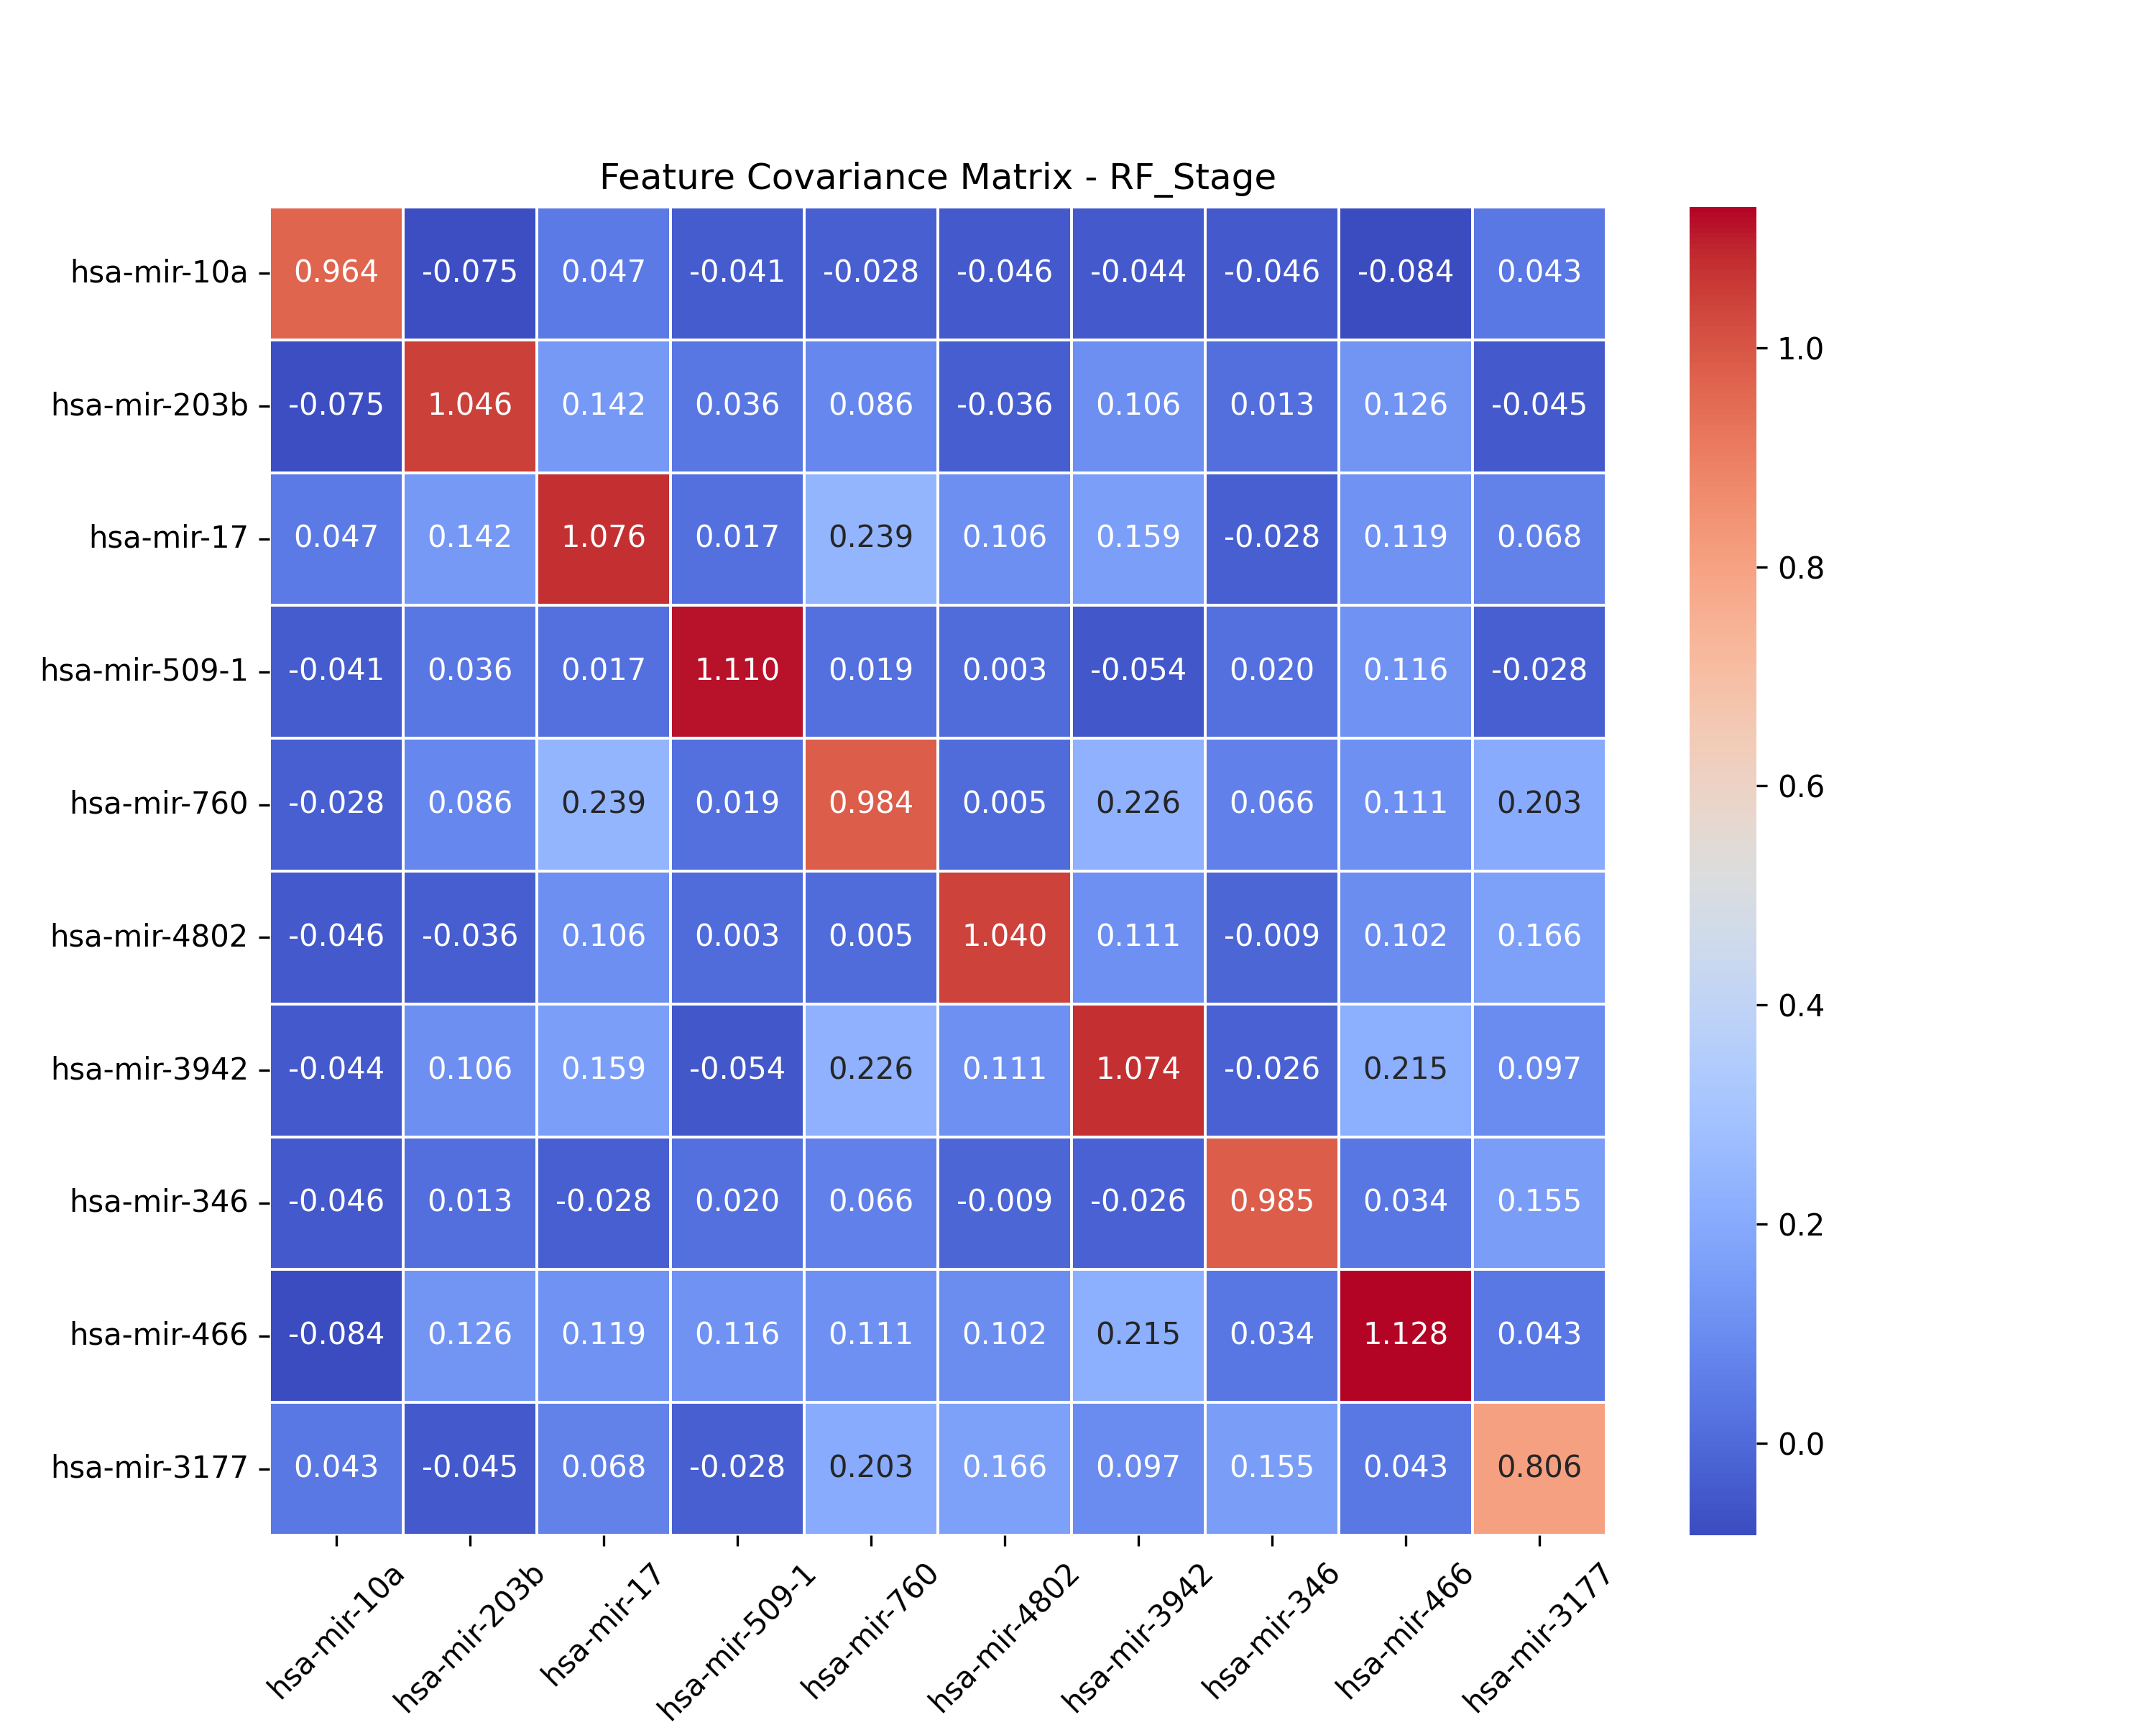 Feature Covariance Matrix - RF_Stage
hsa-mir-10a 0.964 -0.075 0.047 -0.041 -0.028 -0.046 -0.044 -0.046 -0.084 0.043
hsa-mir-203b -0.075 1.046 0.142 0.036 0.086 -0.036 0.106 0.013 0.126 -0.045
hsa-mir-17 0.047 0.142 1.076 0.017 0.239 0.106 0.159 -0.028 0.119 0.068
hsa-mir-509-1 -0.041 0.036 0.017 1.110 0.019 0.003 -0.054 0.020 0.116 -0.028
hsa-mir-760 -0.028 0.086 0.239 0.019 0.984 0.005 0.226 0.066 0.111 0.203
hsa-mir-4802 -0.046 -0.036 0.106 0.003 0.005 1.040 0.111 -0.009 0.102 0.166
hsa-mir-3942 -0.044 0.106 0.159 -0.054 0.226 0.111 1.074 -0.026 0.215 0.097
hsa-mir-346 -0.046 0.013 -0.028 0.020 0.066 -0.009 -0.026 0.985 0.034 0.155
hsa-mir-466 -0.084 0.126 0.119 0.116 0.111 0.102 0.215 0.034 1.128 0.043
hsa-mir-3177 0.043 -0.045 0.068 -0.028 0.203 0.166 0.097 0.155 0.043 0.806
hsa-mir-10a hsa-mir-203b hsa-mir-17 hsa-mir-509-1 hsa-mir-760 hsa-mir-4802 hsa-mir-3942 hsa-mir-346 hsa-mir-466 hsa-mir-3177
1.0
0.8
0.6
0.4
0.2
0.0